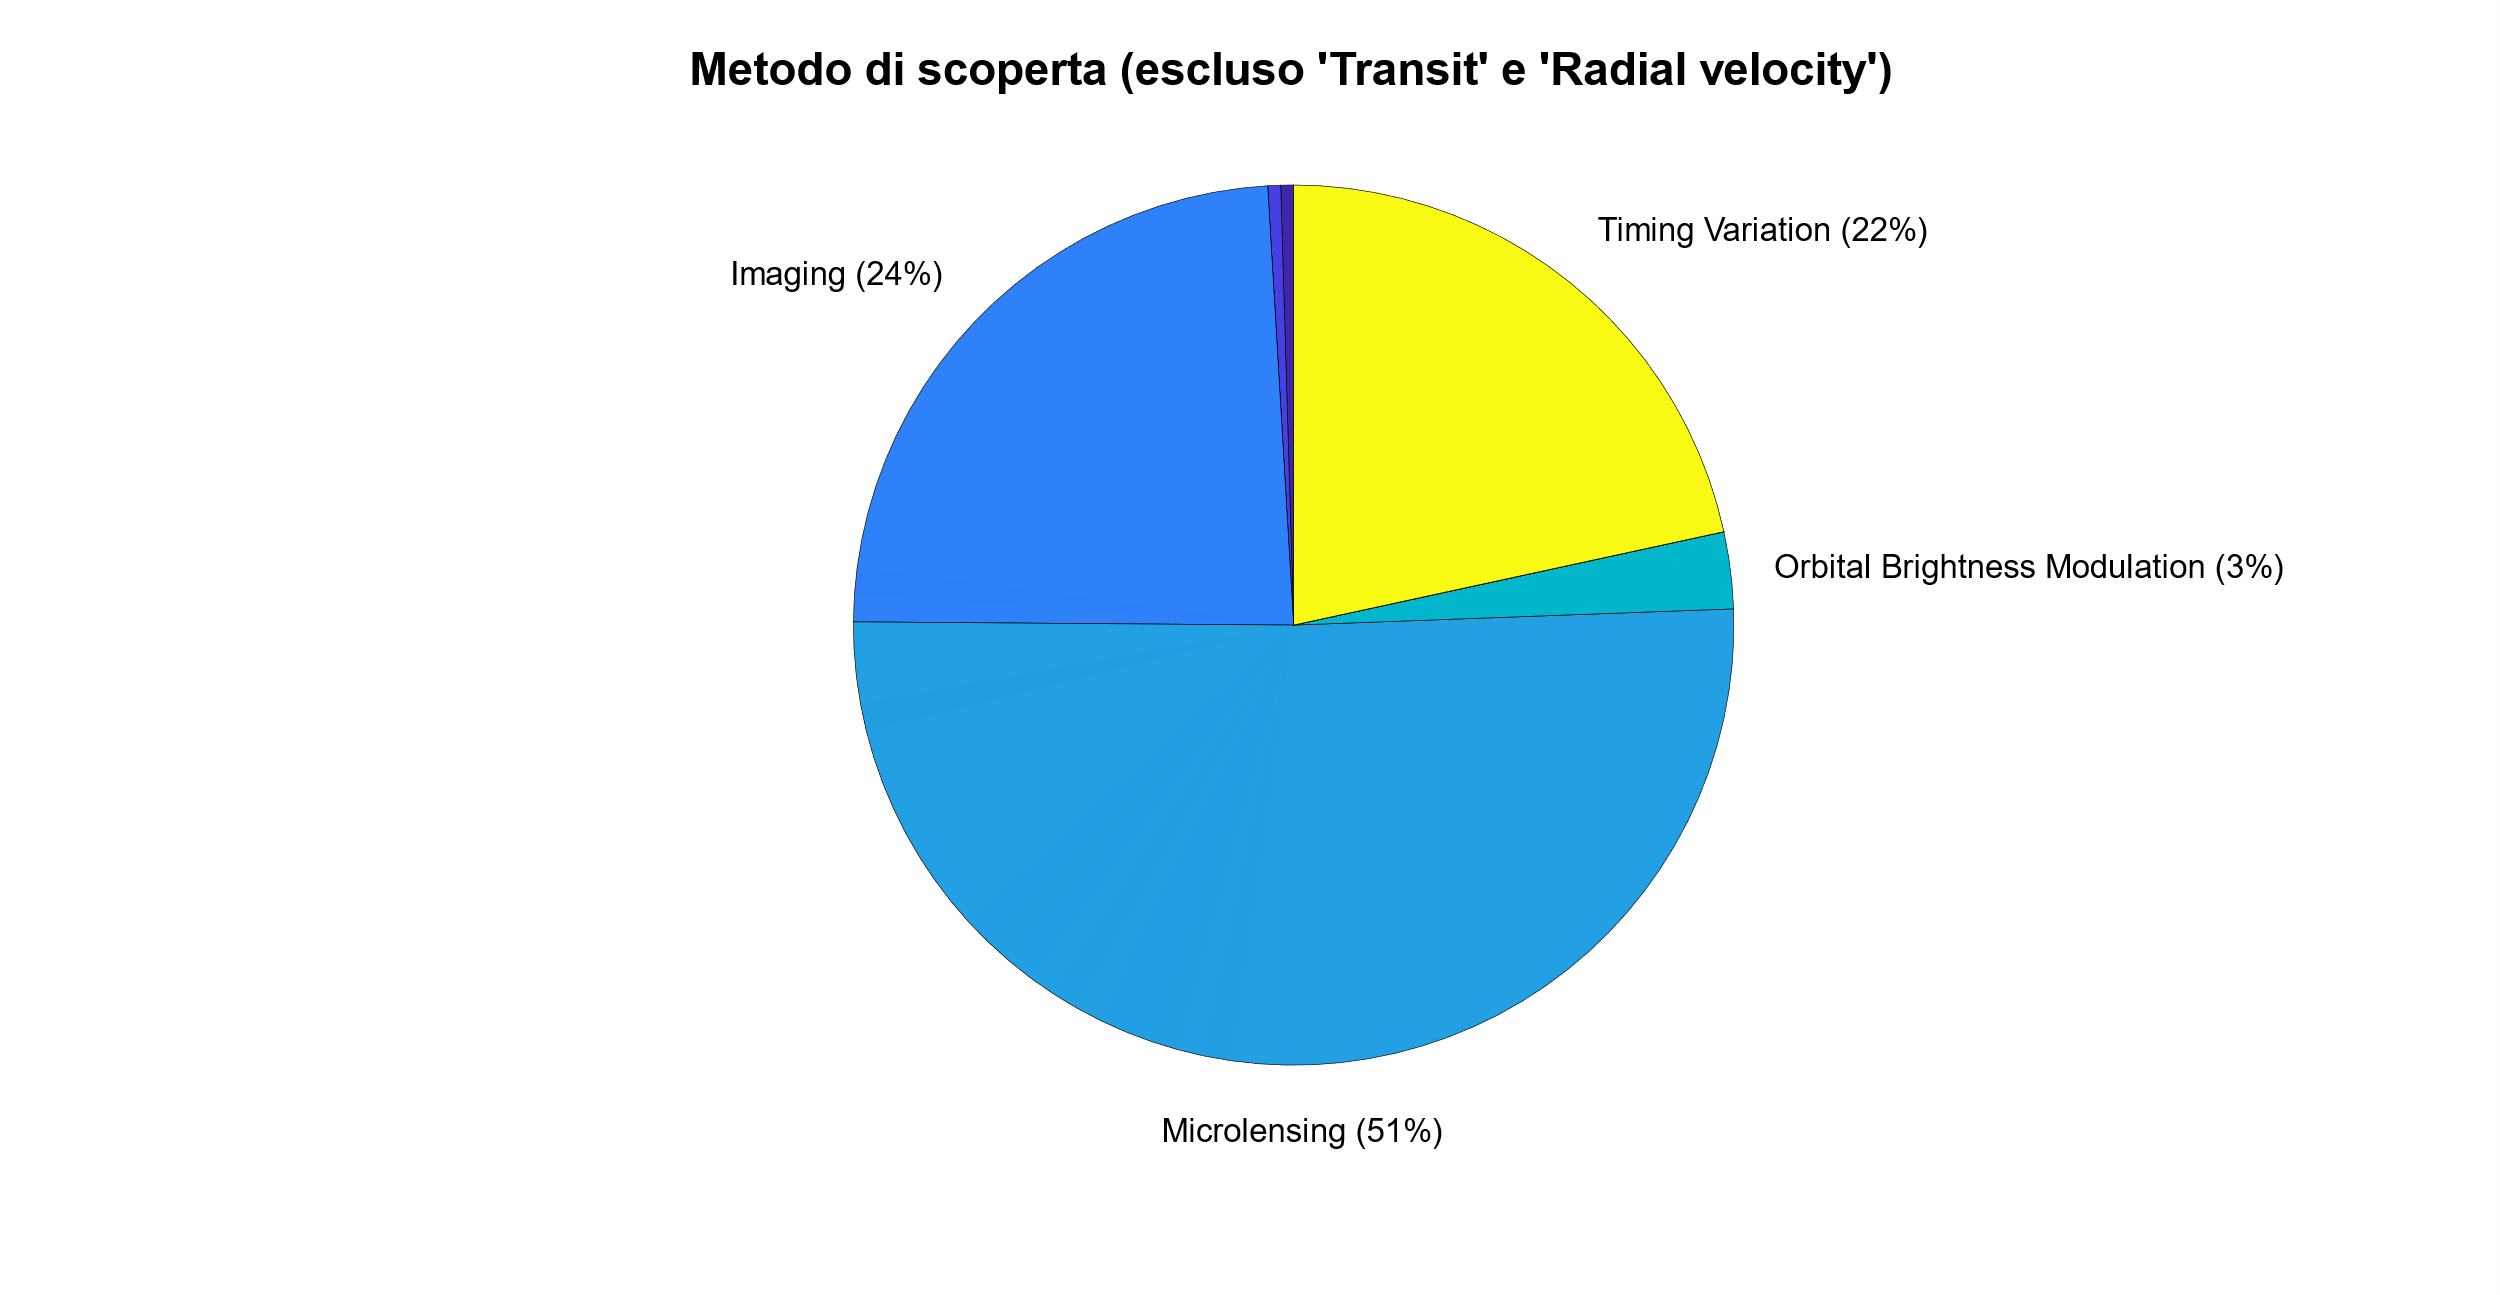 Metodo di scoperta (escluso 'Transit' e 'Radial velocity')
Timing Variation (22%)
Imaging (24%)
Orbital Brightness Modulation (3%)
Microlensing (51%)